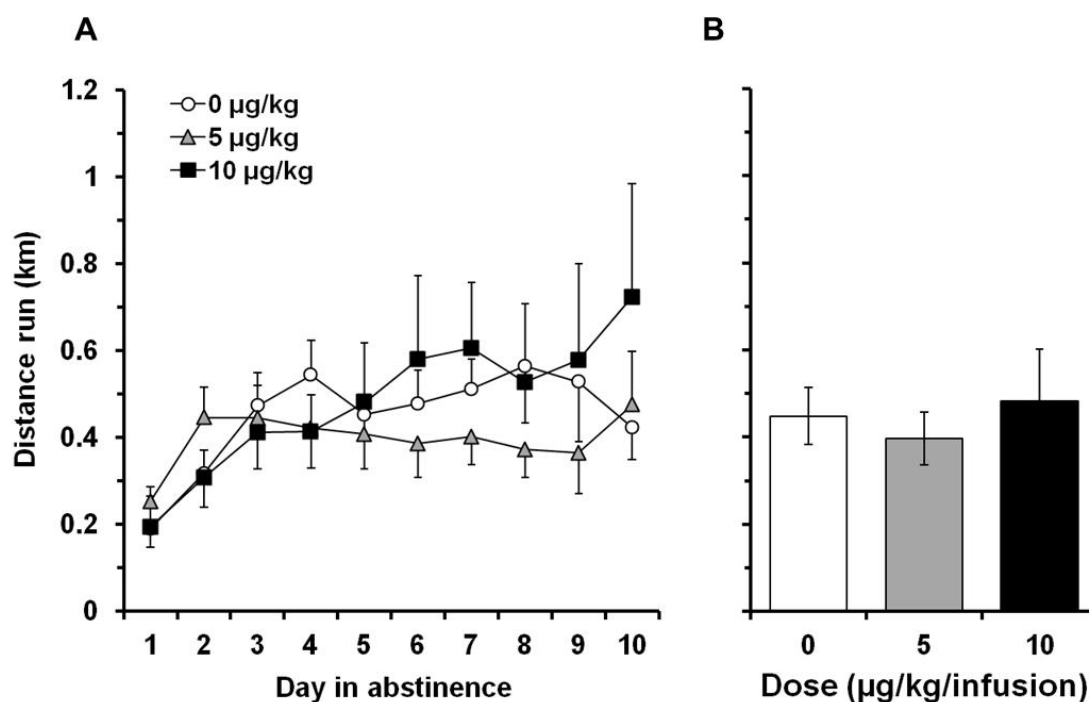 A
B
0 µg/kg
5 µg/kg
10 µg/kg
Distance run (km)
1.2
1
0.8
0.6
0.4
0.2
0
1 2 3 4 5 6 7 8 9 10
Day in abstinence
0 5 10
Dose (µg/kg/infusion)